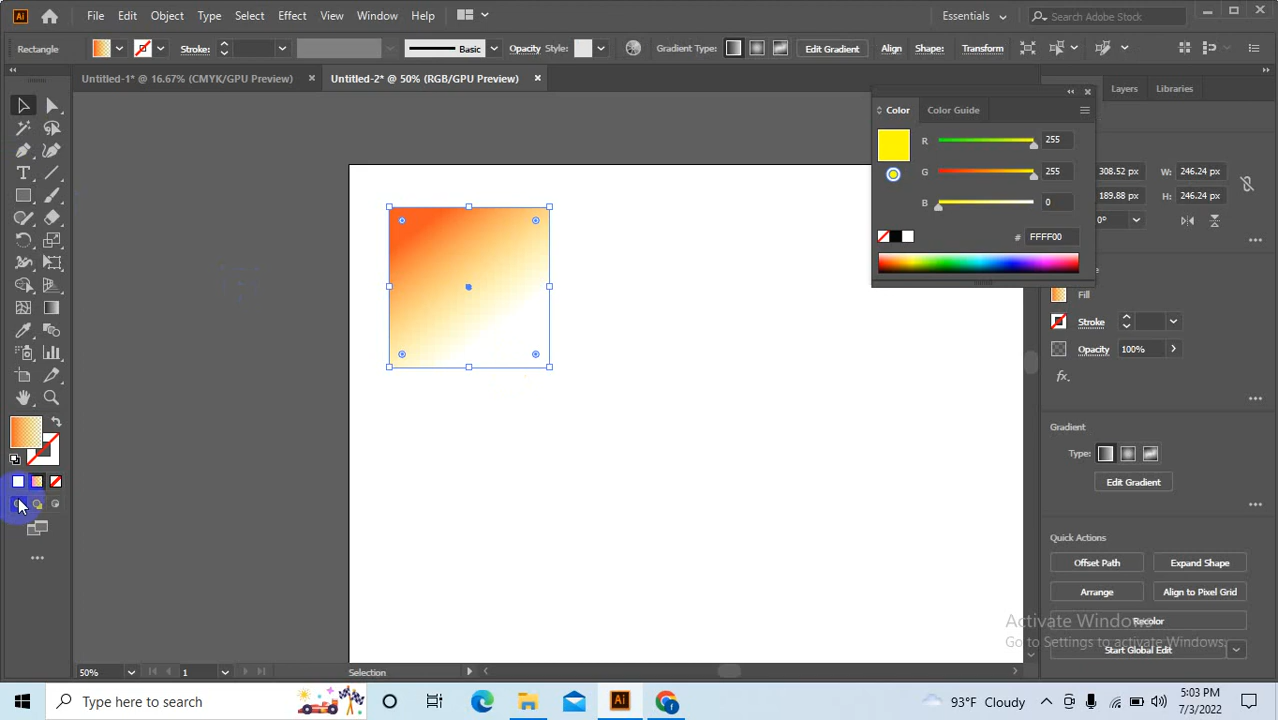 Ai File Edit Object Type Select Effect View Window Help Essentials Search Adobe Stock
Rectangle Stroke: Basic Opacity Style: Gradient Type: Edit Gradient Align Shape: Transform
Untitled-1* @ 16.67% (CMYK/GPU Preview) × Untitled-2* @ 50% (RGB/GPU Preview) ×
Layers Libraries
Color Color Guide
R 255
G 255
B 0
# FFFF00
308.52 px W: 246.24 px
189.88 px H: 246.24 px
0°
Fill
Stroke
Opacity 100%
fx.
Gradient
Type:
Edit Gradient
Quick Actions
Offset Path Expand Shape
Arrange Align to Pixel Grid
Recolor
Start Global Edit
Activate Windows
Go to Settings to activate Windows.
50% 1 Selection
Type here to search Ai 93°F Cloudy 5:03 PM
7/3/2022